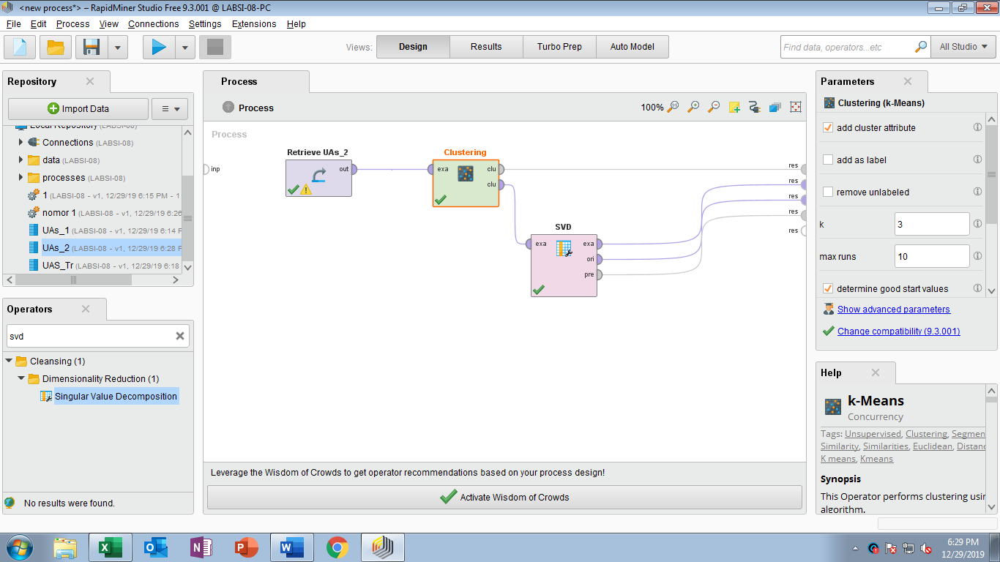 <new process*> – RapidMiner Studio Free 9.3.001 @ LABSI-08-PC
File Edit Process View Connections Settings Extensions Help
Views: Design Results Turbo Prep Auto Model
Find data, operators...etc All Studio
Repository
Import Data
Local Repository (LABSI-08)
Connections (LABSI-08)
data (LABSI-08)
processes (LABSI-08)
1 (LABSI-08 - v1, 12/29/19 6:15 PM - 1
nomor 1 (LABSI-08 - v1, 12/29/19 6:26
UAs_1 (LABSI-08 - v1, 12/29/19 6:14 P
UAs_2 (LABSI-08 - v1, 12/29/19 6:28 P
UAS_Tr (LABSI-08 - v1, 12/29/19 6:18
Operators
svd
Cleansing (1)
Dimensionality Reduction (1)
Singular Value Decomposition
No results were found.
Process
Process
100%
Process
inp
Retrieve UAs_2
out
Clustering
exa clu
clu
SVD
exa exa
ori
pre
res
res
res
res
res
Leverage the Wisdom of Crowds to get operator recommendations based on your process design!
Activate Wisdom of Crowds
Parameters
Clustering (k-Means)
add cluster attribute
add as label
remove unlabeled
k 3
max runs 10
determine good start values
Show advanced parameters
Change compatibility (9.3.001)
Help
k-Means
Concurrency
Tags: Unsupervised, Clustering, Segmen
Similarity, Similarities, Euclidean, Distanc
K means, Kmeans
Synopsis
This Operator performs clustering usin
algorithm.
6:29 PM
12/29/2019